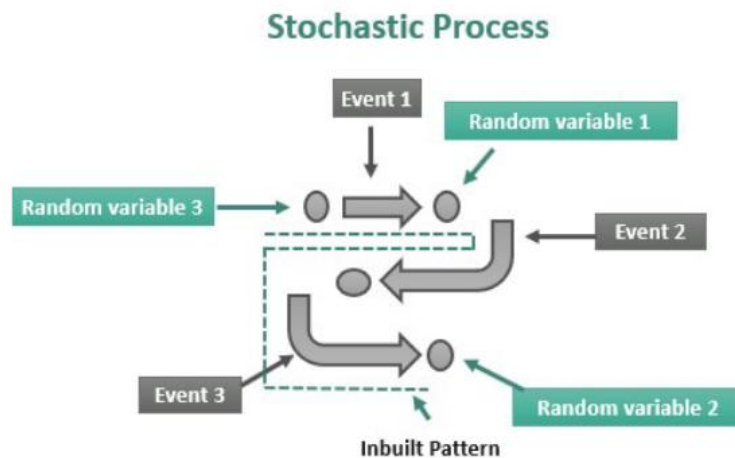 Stochastic Process
Event 1
Random variable 1
Random variable 3
Event 2
Event 3
Random variable 2
Inbuilt Pattern